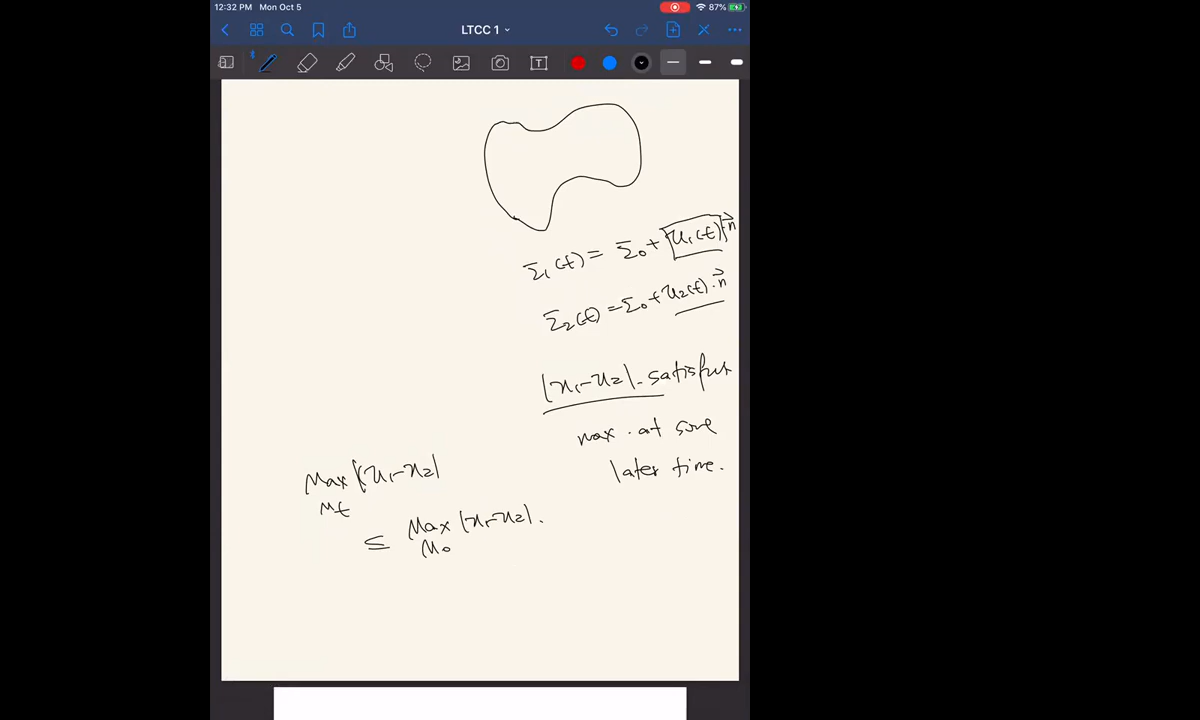 12:32 PM Mon Oct 5
87%
LTCC 1
T
Σ₁(t) = Σ₀ + u₁(t)·n⃗
Σ₂(t) = Σ₀ + u₂(t)·n⃗
|u₁-u₂|. satisfies
max. at some
later time.
Max |u₁-u₂|
Mt
≤ Max |u₁-u₂|.
M₀